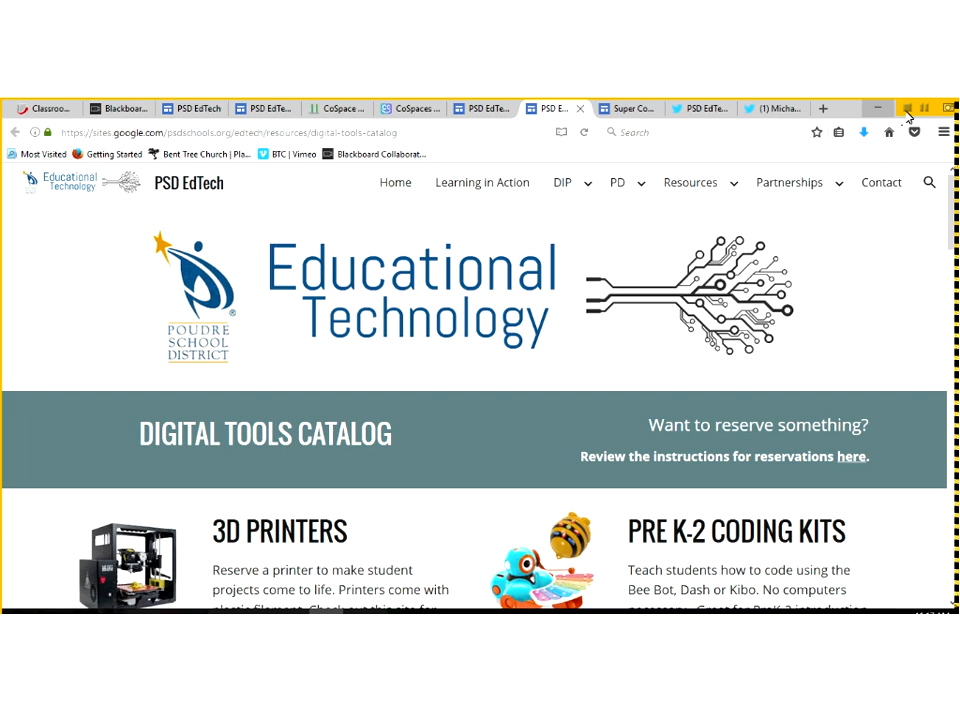 Classroo...
Blackboar...
PSD EdTech
PSD EdTe...
CoSpace ...
CoSpaces ...
PSD EdTe...
PSD E...
Super Co...
PSD EdTe...
(1) Micha...
https://sites.google.com/psdschools.org/edtech/resources/digital-tools-catalog
Search
Most Visited
Getting Started
Bent Tree Church | Pla...
BTC | Vimeo
Blackboard Collaborat...
Educational
Technology
PSD EdTech
Home
Learning in Action
DIP
PD
Resources
Partnerships
Contact
Educational
Technology
POUDRE
SCHOOL
DISTRICT
DIGITAL TOOLS CATALOG
Want to reserve something?
Review the instructions for reservations here.
3D PRINTERS
Reserve a printer to make student
projects come to life. Printers come with
PRE K-2 CODING KITS
Teach students how to code using the
Bee Bot, Dash or Kibo. No computers